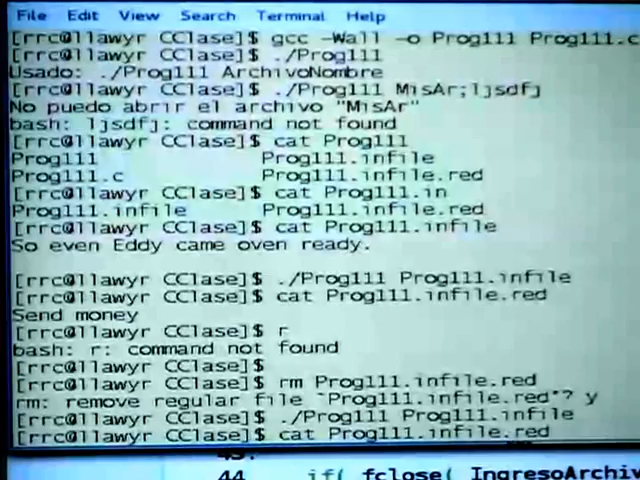 File Edit View Search Terminal Help
[rrc@llawyr CClase]$ gcc -Wall -o Prog111 Prog111.c
[rrc@llawyr CClase]$ ./Prog111
Usado: ./Prog111 ArchivoNombre
[rrc@llawyr CClase]$ ./Prog111 MisAr;ljsdfj
No puedo abrir el archivo "MisAr"
bash: ljsdfj: command not found
[rrc@llawyr CClase]$ cat Prog111
Prog111 Prog111.infile
Prog111.c Prog111.infile.red
[rrc@llawyr CClase]$ cat Prog111.in
Prog111.infile Prog111.infile.red
[rrc@llawyr CClase]$ cat Prog111.infile
So even Eddy came oven ready.
[rrc@llawyr CClase]$ ./Prog111 Prog111.infile
[rrc@llawyr CClase]$ cat Prog111.infile.red
Send money
[rrc@llawyr CClase]$ r
bash: r: command not found
[rrc@llawyr CClase]$
[rrc@llawyr CClase]$ rm Prog111.infile.red
rm: remove regular file `Prog111.infile.red'? y
[rrc@llawyr CClase]$ ./Prog111 Prog111.infile
[rrc@llawyr CClase]$ cat Prog111.infile.red
43.
44 if( fclose( IngresoArchiv